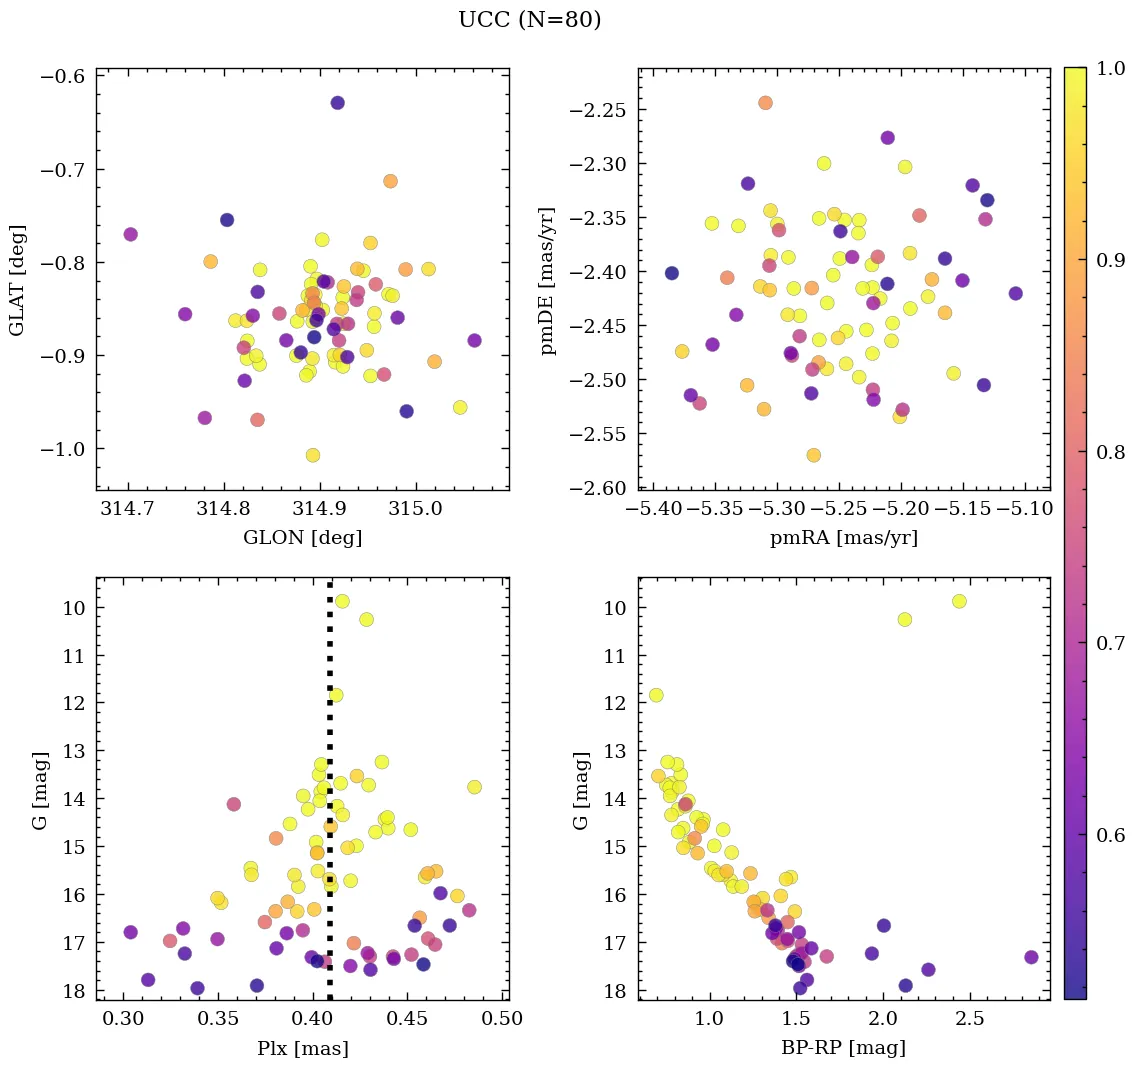 UCC (N=80)
−0.6
−0.7
−0.8
−0.9
−1.0
GLAT [deg]
314.7 314.8 314.9 315.0
GLON [deg]
−2.25
−2.30
−2.35
−2.40
−2.45
−2.50
−2.55
−2.60
pmDE [mas/yr]
−5.40 −5.35 −5.30 −5.25 −5.20 −5.15 −5.10
pmRA [mas/yr]
10
11
12
13
14
15
16
17
18
G [mag]
0.30 0.35 0.40 0.45 0.50
Plx [mas]
10
11
12
13
14
15
16
17
18
G [mag]
1.0 1.5 2.0 2.5
BP-RP [mag]
1.0
0.9
0.8
0.7
0.6